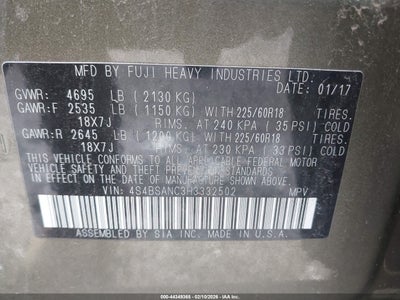 MFD BY FUJI HEAVY INDUSTRIES LTD. DATE: 01/17
GVWR: 4695 LB (2130 KG)
GAWR:F 2535 LB (1150 KG) WITH 225/60R18 TIRES.
18X7J RIMS. AT 240 KPA (35 PSI) COLD
GAWR:R 2645 LB (1200 KG) WITH 225/60R18 TIRES.
18X7J RIMS. AT 230 KPA (33 PSI) COLD
THIS VEHICLE CONFORMS TO ALL APPLICABLE FEDERAL MOTOR
VEHICLE SAFETY AND THEFT PREVENTION STANDARDS IN EFFECT
ON THE DATE OF MANUFACTURE SHOWN ABOVE.
VIN: 4S4BSANC3H3332502 MPV
ASSEMBLED BY SIA INC. MADE IN U.S.A.
000-44348365 - 02/10/2026 - IAAI.COM